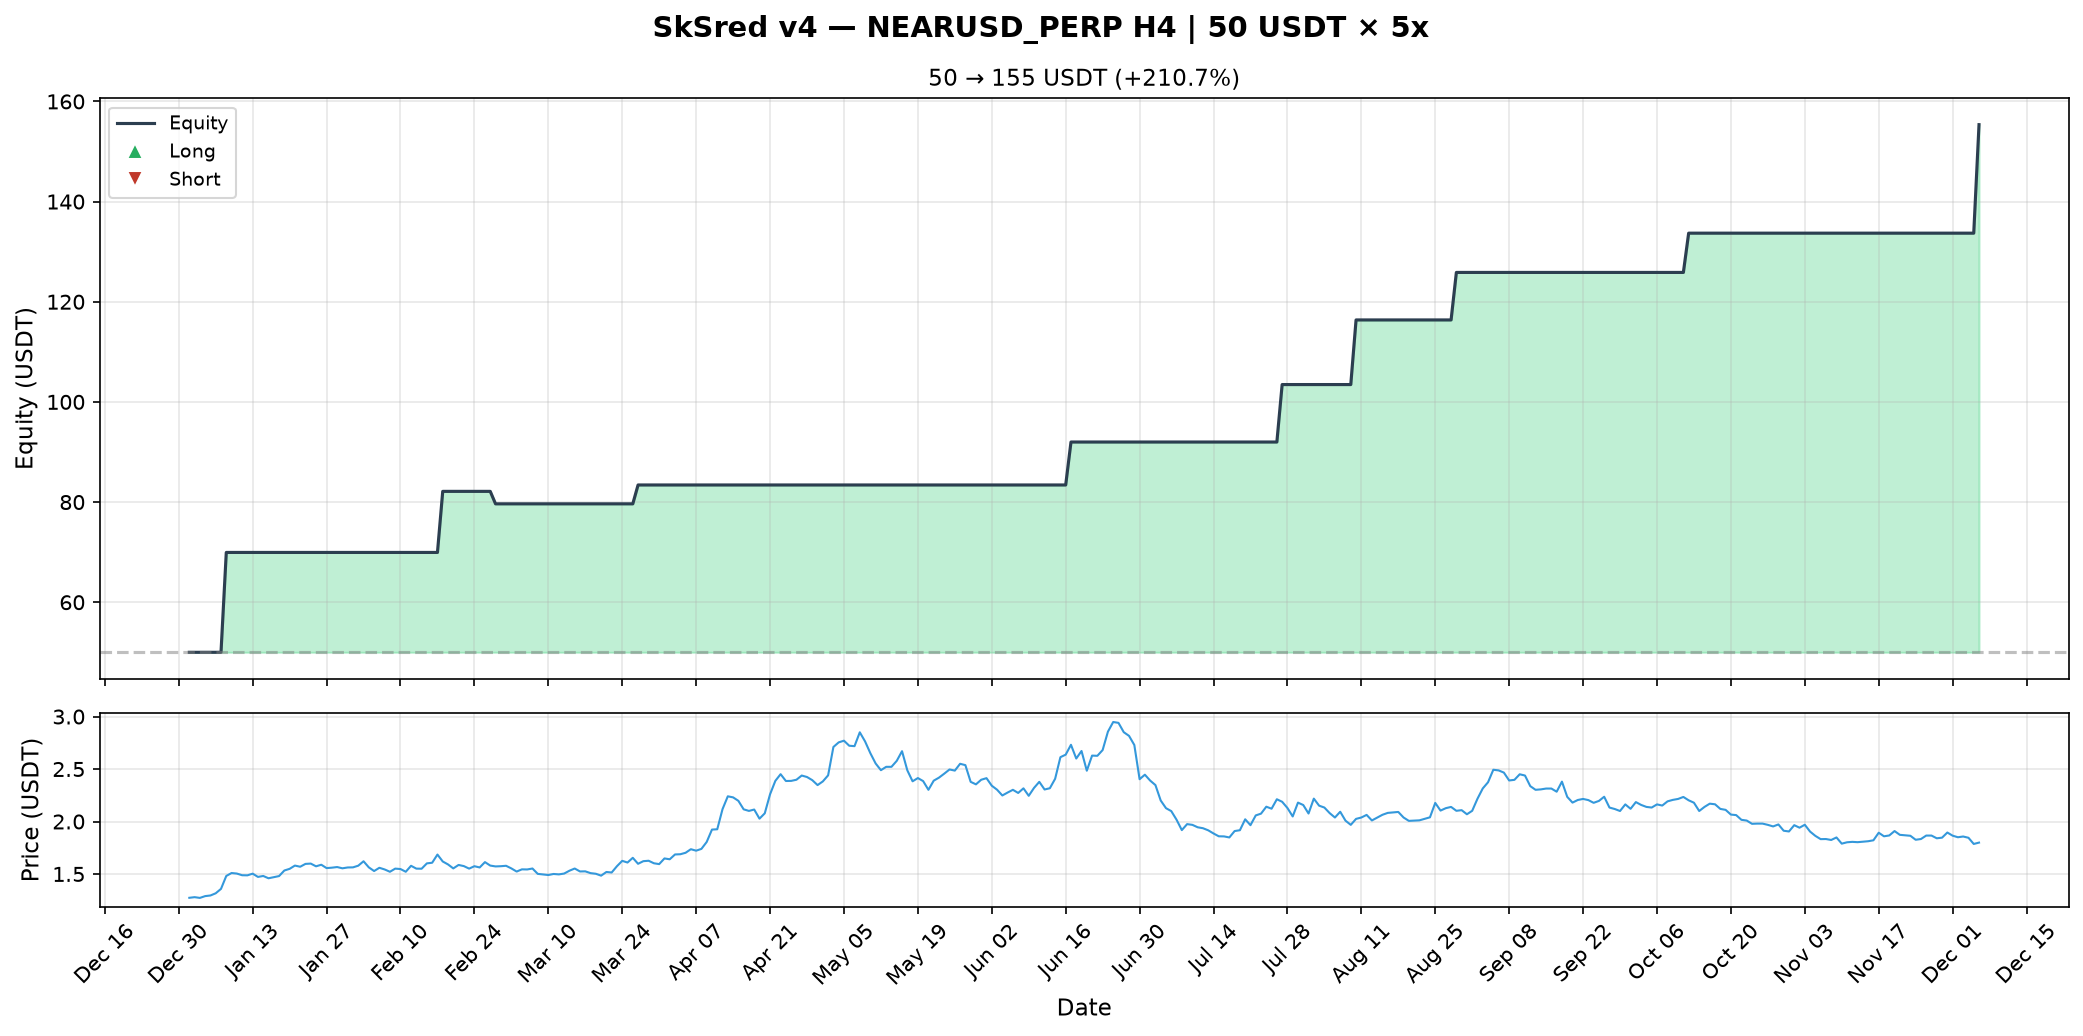 SkSred v4 — NEARUSD_PERP H4 | 50 USDT × 5x
50 → 155 USDT (+210.7%)
Equity
Long
Short
Equity (USDT)
160
140
120
100
80
60
Price (USDT)
3.0
2.5
2.0
1.5
Dec 16
Dec 30
Jan 13
Jan 27
Feb 10
Feb 24
Mar 10
Mar 24
Apr 07
Apr 21
May 05
May 19
Jun 02
Jun 16
Jun 30
Jul 14
Jul 28
Aug 11
Aug 25
Sep 08
Sep 22
Oct 06
Oct 20
Nov 03
Nov 17
Dec 01
Dec 15
Date